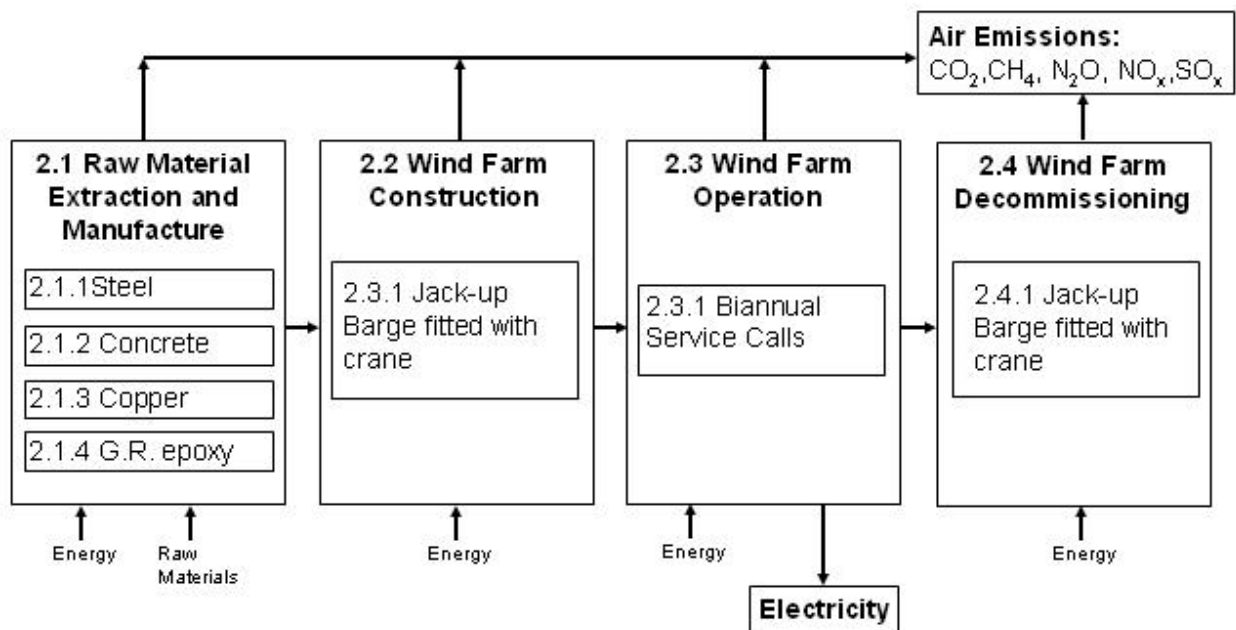 Air Emissions:
CO₂,CH₄, N₂O, NOₓ,SOₓ
2.1 Raw Material
Extraction and
Manufacture
2.1.1Steel
2.1.2 Concrete
2.1.3 Copper
2.1.4 G.R. epoxy
2.2 Wind Farm
Construction
2.3.1 Jack-up
Barge fitted with
crane
2.3 Wind Farm
Operation
2.3.1 Biannual
Service Calls
2.4 Wind Farm
Decommissioning
2.4.1 Jack-up
Barge fitted with
crane
Energy
Raw
Materials
Energy
Energy
Energy
Electricity